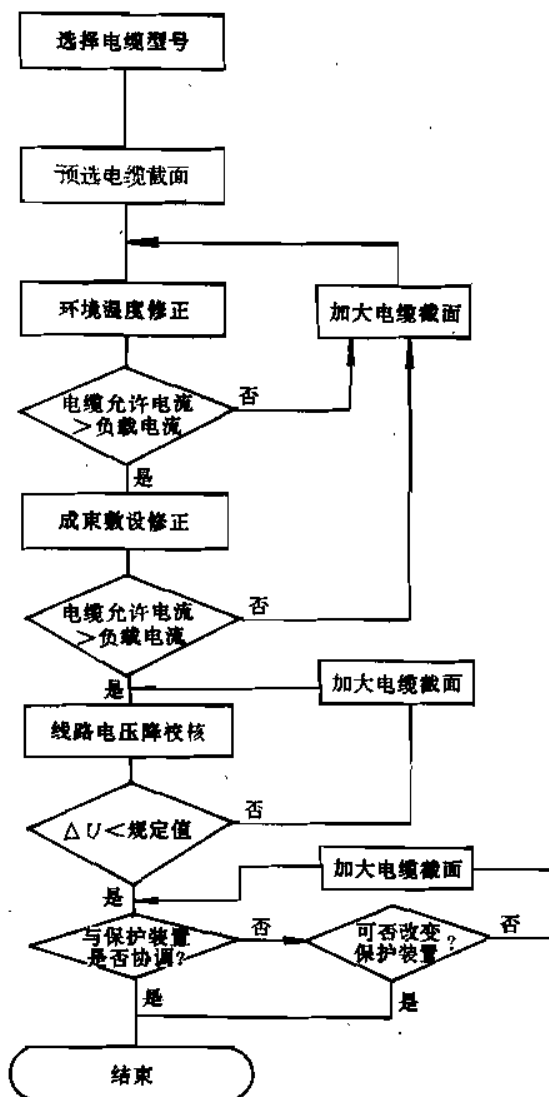 选择电缆型号
预选电缆截面
环境温度修正
加大电缆截面
电缆允许电流
>负载电流
否
是
成束敷设修正
电缆允许电流
>负载电流
否
是
加大电缆截面
线路电压降校核
△U<规定值
否
是
加大电缆截面
与保护装置
是否协调?
否
可否改变
保护装置?
否
是
是
结束